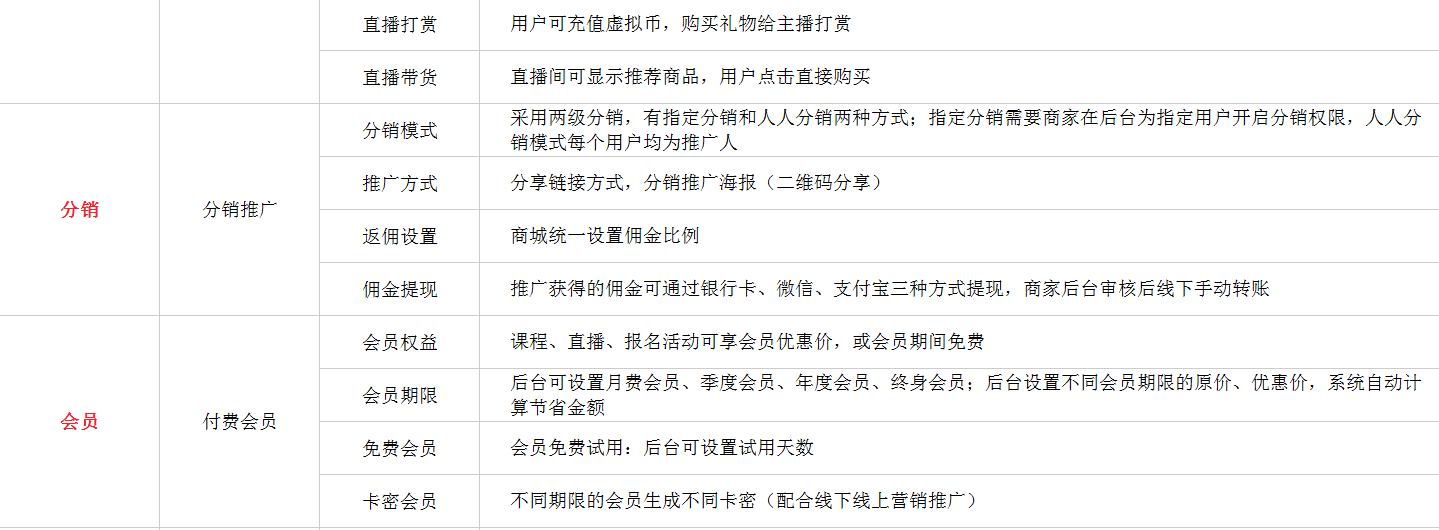 直播打赏
用户可充值虚拟币，购买礼物给主播打赏
直播带货
直播间可显示推荐商品，用户点击直接购买
分销
分销推广
分销模式
采用两级分销，有指定分销和人人分销两种方式；指定分销需要商家在后台为指定用户开启分销权限，人人分
销模式每个用户均为推广人
推广方式
分享链接方式，分销推广海报（二维码分享）
返佣设置
商城统一设置佣金比例
佣金提现
推广获得的佣金可通过银行卡、微信、支付宝三种方式提现，商家后台审核后线下手动转账
会员
付费会员
会员权益
课程、直播、报名活动可享会员优惠价，或会员期间免费
会员期限
后台可设置月费会员、季度会员、年度会员、终身会员；后台设置不同会员期限的原价、优惠价，系统自动计
算节省金额
免费会员
会员免费试用：后台可设置试用天数
卡密会员
不同期限的会员生成不同卡密（配合线下线上营销推广）